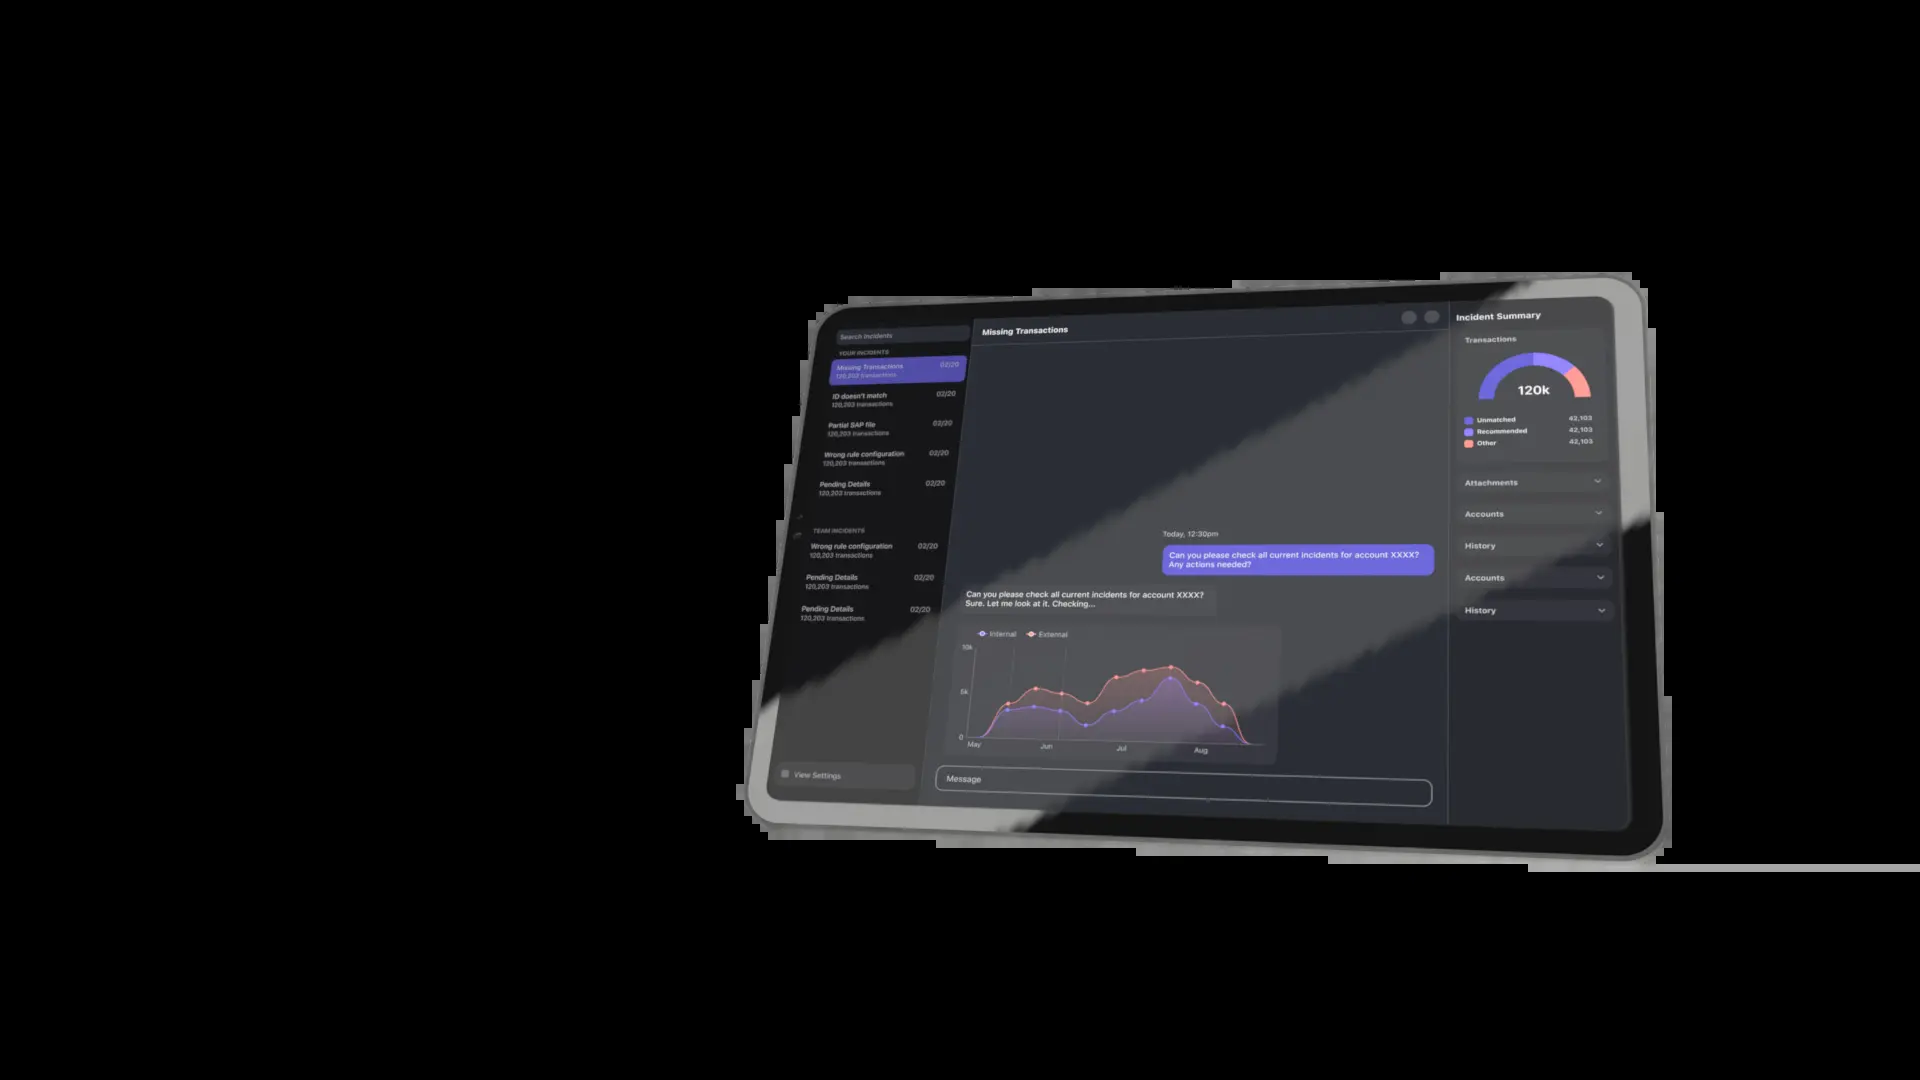 Search Incidents
YOUR INCIDENTS
Missing Transactions 02/20
120,202 transactions
ID doesn't match 02/20
120,203 transactions
Partial SAP file 02/20
120,203 transactions
Wrong rule configuration 02/20
120,203 transactions
Pending Details 02/20
120,203 transactions
TEAM INCIDENTS
Wrong rule configuration 02/20
120,203 transactions
Pending Details 02/20
120,203 transactions
Pending Details 02/20
120,203 transactions
View Settings
Missing Transactions
Today, 12:30pm
Can you please check all current incidents for account XXXX?
Any actions needed?
Can you please check all current incidents for account XXXX?
Sure. Let me look at it. Checking...
Internal External
10k
5k
0
May Jun Jul Aug
Message
Incident Summary
Transactions
120k
Unmatched 42,103
Recommended 42,103
Other 42,103
Attachments
Accounts
History
Accounts
History